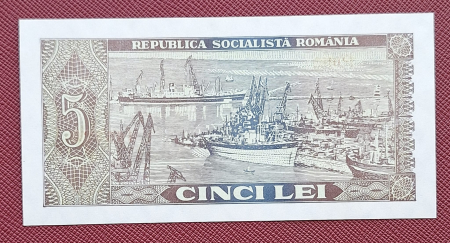 REPUBLICA SOCIALISTĂ ROMÂNIA
5
CINCI LEI